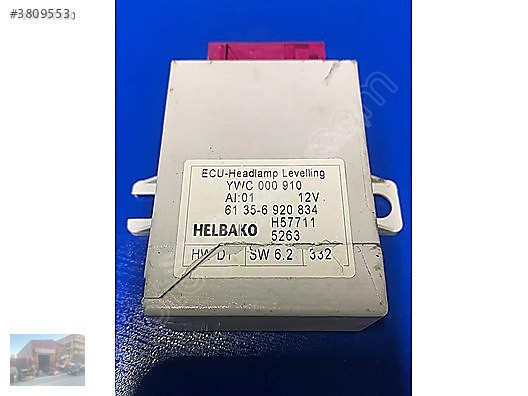 ECU-Headlamp Levelling
YWC 000 910
AI:01 12V
61 35-6 920 834
HELBAKO H57711
5263
HW D1 SW 6.2 332